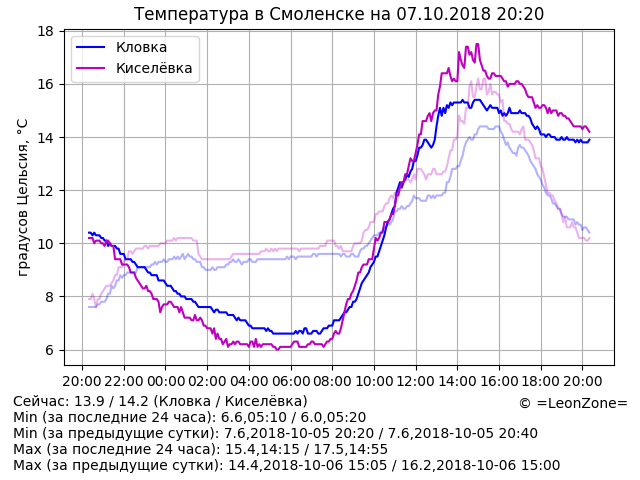 Температура в Смоленске на 07.10.2018 20:20
18
Кловка
Киселёвка
16
14
12
10
8
6
градусов Цельсия, °C
20:00 22:00 00:00 02:00 04:00 06:00 08:00 10:00 12:00 14:00 16:00 18:00 20:00
Сейчас: 13.9 / 14.2 (Кловка / Киселёвка)
© =LeonZone=
Min (за последние 24 часа): 6.6,05:10 / 6.0,05:20
Min (за предыдущие сутки): 7.6,2018-10-05 20:20 / 7.6,2018-10-05 20:40
Max (за последние 24 часа): 15.4,14:15 / 17.5,14:55
Max (за предыдущие сутки): 14.4,2018-10-06 15:05 / 16.2,2018-10-06 15:00